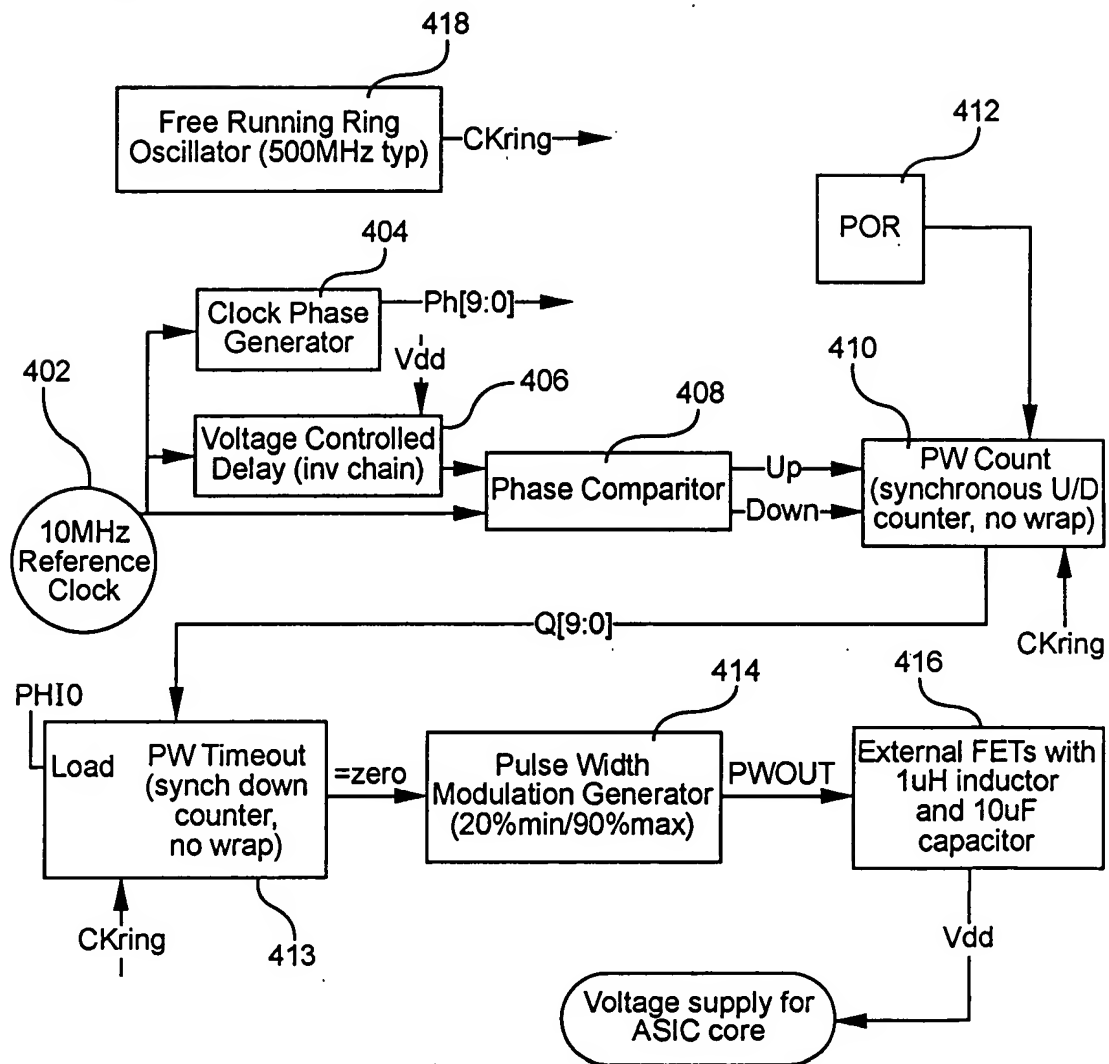 418
Free Running Ring
Oscillator (500MHz typ)
CKring
412
POR
404
Clock Phase
Generator
Ph[9:0]
Vdd
402
406
408
410
Voltage Controlled
Delay (inv chain)
Phase Comparitor
Up
Down
PW Count
(synchronous U/D
counter, no wrap)
10MHz
Reference
Clock
Q[9:0]
CKring
PHI0
Load
PW Timeout
(synch down
counter,
no wrap)
=zero
414
Pulse Width
Modulation Generator
(20%min/90%max)
PWOUT
416
External FETs with
1uH inductor
and 10uF
capacitor
CKring
413
Vdd
Voltage supply for
ASIC core